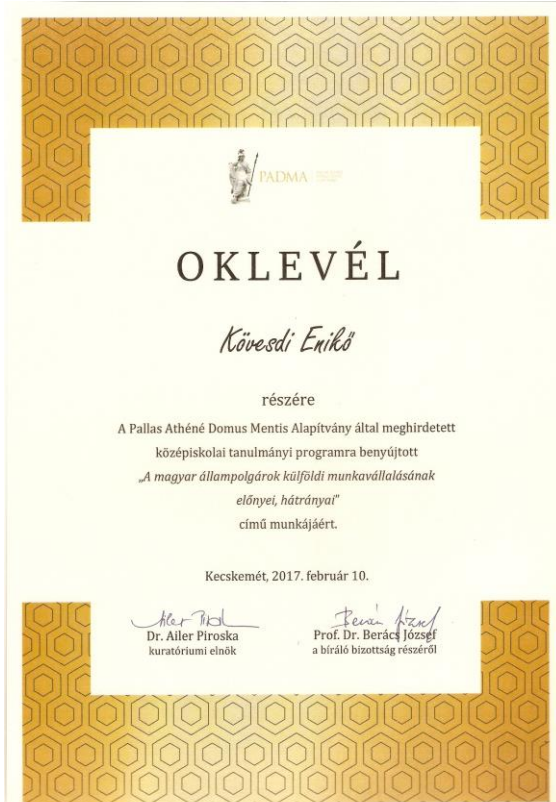 PADMA
OKLEVÉL
Kövesdi Enikő
részére
A Pallas Athéné Domus Mentis Alapítvány által meghirdetett
középiskolai tanulmányi programra benyújtott
„A magyar állampolgárok külföldi munkavállalásának
előnyei, hátrányai”
című munkájáért.
Kecskemét, 2017. február 10.
Dr. Ailer Piroska
kuratóriumi elnök
Prof. Dr. Berács József
a bíráló bizottság részéről